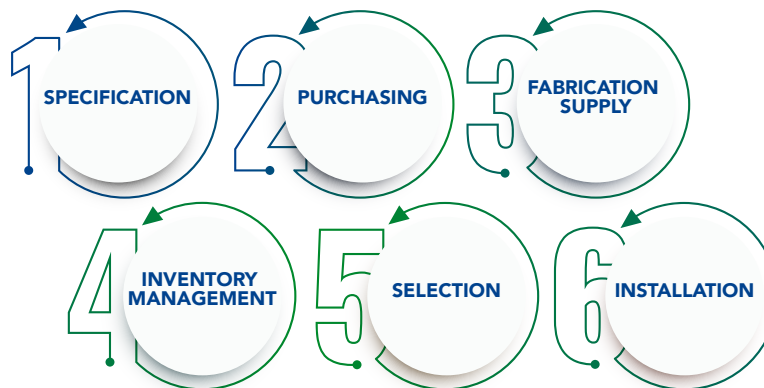 1 SPECIFICATION
2 PURCHASING
3 FABRICATION
SUPPLY
4 INVENTORY
MANAGEMENT
5 SELECTION
6 INSTALLATION